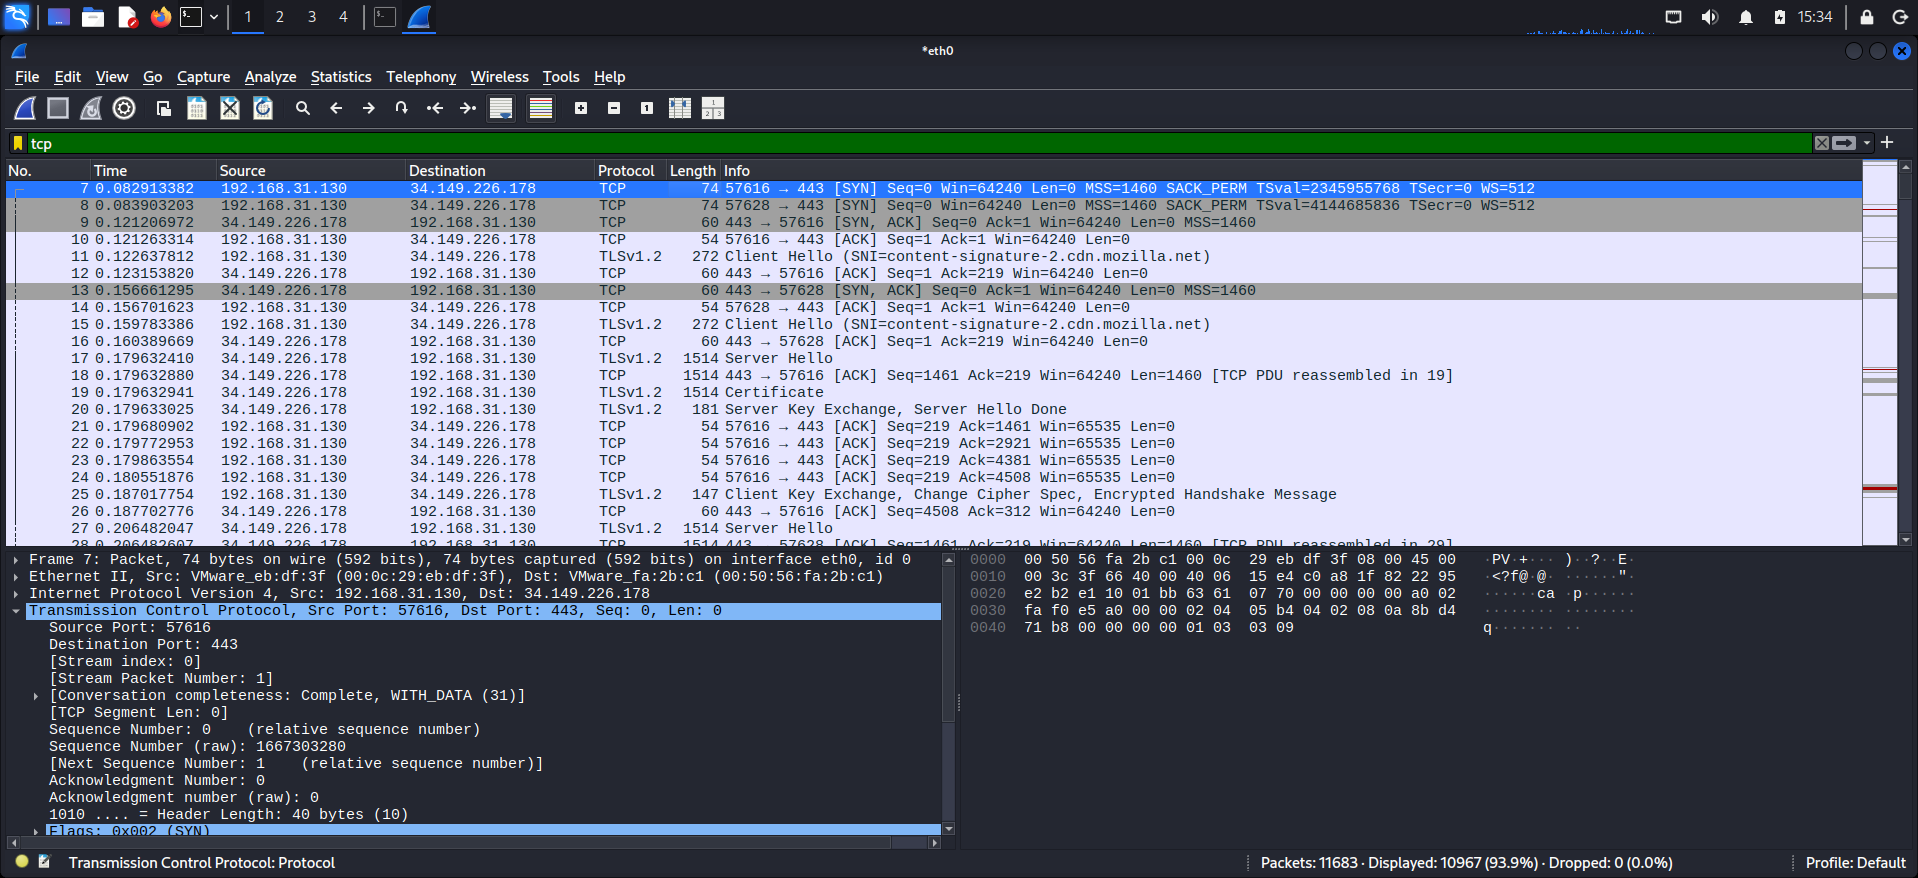 1 2 3 4 15:34
*eth0
File Edit View Go Capture Analyze Statistics Telephony Wireless Tools Help
tcp
No. Time Source Destination Protocol Length Info
7 0.082913382 192.168.31.130 34.149.226.178 TCP 74 57616 → 443 [SYN] Seq=0 Win=64240 Len=0 MSS=1460 SACK_PERM TSval=2345955768 TSecr=0 WS=512
8 0.083903203 192.168.31.130 34.149.226.178 TCP 74 57628 → 443 [SYN] Seq=0 Win=64240 Len=0 MSS=1460 SACK_PERM TSval=4144685836 TSecr=0 WS=512
9 0.121206972 34.149.226.178 192.168.31.130 TCP 60 443 → 57616 [SYN, ACK] Seq=0 Ack=1 Win=64240 Len=0 MSS=1460
10 0.121263314 192.168.31.130 34.149.226.178 TCP 54 57616 → 443 [ACK] Seq=1 Ack=1 Win=64240 Len=0
11 0.122637812 192.168.31.130 34.149.226.178 TLSv1.2 272 Client Hello (SNI=content-signature-2.cdn.mozilla.net)
12 0.123153820 34.149.226.178 192.168.31.130 TCP 60 443 → 57616 [ACK] Seq=1 Ack=219 Win=64240 Len=0
13 0.156661295 34.149.226.178 192.168.31.130 TCP 60 443 → 57628 [SYN, ACK] Seq=0 Ack=1 Win=64240 Len=0 MSS=1460
14 0.156701623 192.168.31.130 34.149.226.178 TCP 54 57628 → 443 [ACK] Seq=1 Ack=1 Win=64240 Len=0
15 0.159783386 192.168.31.130 34.149.226.178 TLSv1.2 272 Client Hello (SNI=content-signature-2.cdn.mozilla.net)
16 0.160389669 34.149.226.178 192.168.31.130 TCP 60 443 → 57628 [ACK] Seq=1 Ack=219 Win=64240 Len=0
17 0.179632410 34.149.226.178 192.168.31.130 TLSv1.2 1514 Server Hello
18 0.179632880 34.149.226.178 192.168.31.130 TCP 1514 443 → 57616 [ACK] Seq=1461 Ack=219 Win=64240 Len=1460 [TCP PDU reassembled in 19]
19 0.179632941 34.149.226.178 192.168.31.130 TLSv1.2 1514 Certificate
20 0.179633025 34.149.226.178 192.168.31.130 TLSv1.2 181 Server Key Exchange, Server Hello Done
21 0.179680902 192.168.31.130 34.149.226.178 TCP 54 57616 → 443 [ACK] Seq=219 Ack=1461 Win=65535 Len=0
22 0.179772953 192.168.31.130 34.149.226.178 TCP 54 57616 → 443 [ACK] Seq=219 Ack=2921 Win=65535 Len=0
23 0.179863554 192.168.31.130 34.149.226.178 TCP 54 57616 → 443 [ACK] Seq=219 Ack=4381 Win=65535 Len=0
24 0.180551876 192.168.31.130 34.149.226.178 TCP 54 57616 → 443 [ACK] Seq=219 Ack=4508 Win=65535 Len=0
25 0.187017754 192.168.31.130 34.149.226.178 TLSv1.2 147 Client Key Exchange, Change Cipher Spec, Encrypted Handshake Message
26 0.187702776 34.149.226.178 192.168.31.130 TCP 60 443 → 57616 [ACK] Seq=4508 Ack=312 Win=64240 Len=0
27 0.206482047 34.149.226.178 192.168.31.130 TLSv1.2 1514 Server Hello
28 0.206482607 34.149.226.178 192.168.31.130 TCP 1514 443 → 57628 [ACK] Seq=1461 Ack=219 Win=64240 Len=1460 [TCP PDU reassembled in 29]
Frame 7: Packet, 74 bytes on wire (592 bits), 74 bytes captured (592 bits) on interface eth0, id 0
Ethernet II, Src: VMware_eb:df:3f (00:0c:29:eb:df:3f), Dst: VMware_fa:2b:c1 (00:50:56:fa:2b:c1)
Internet Protocol Version 4, Src: 192.168.31.130, Dst: 34.149.226.178
Transmission Control Protocol, Src Port: 57616, Dst Port: 443, Seq: 0, Len: 0
Source Port: 57616
Destination Port: 443
[Stream index: 0]
[Stream Packet Number: 1]
[Conversation completeness: Complete, WITH_DATA (31)]
[TCP Segment Len: 0]
Sequence Number: 0 (relative sequence number)
Sequence Number (raw): 1667303280
[Next Sequence Number: 1 (relative sequence number)]
Acknowledgment Number: 0
Acknowledgment number (raw): 0
1010 .... = Header Length: 40 bytes (10)
Flags: 0x002 (SYN)
0000 00 50 56 fa 2b c1 00 0c 29 eb df 3f 08 00 45 00 ·PV·+··· )··?··E·
0010 00 3c 3f 66 40 00 40 06 15 e4 c0 a8 1f 82 22 95 ·<?f@·@· ······"·
0020 e2 b2 e1 10 01 bb 63 61 07 70 00 00 00 00 a0 02 ······ca ·p······
0030 fa f0 e5 a0 00 00 02 04 05 b4 04 02 08 0a 8b d4 ········ ········
0040 71 b8 00 00 00 00 01 03 03 09 q······· ··
Transmission Control Protocol: Protocol
Packets: 11683 · Displayed: 10967 (93.9%) · Dropped: 0 (0.0%)
Profile: Default